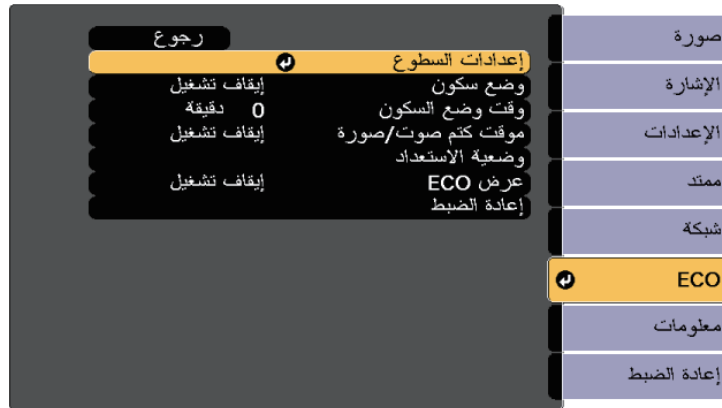 صورة
الإشارة
الإعدادات
ممتد
شبكة
ECO
معلومات
إعادة الضبط
رجوع
إعدادات السطوع
وضع سكون إيقاف تشغيل
وقت وضع السكون 0 دقيقة
موقت كتم صوت/صورة إيقاف تشغيل
وضعية الاستعداد
عرض ECO إيقاف تشغيل
إعادة الضبط